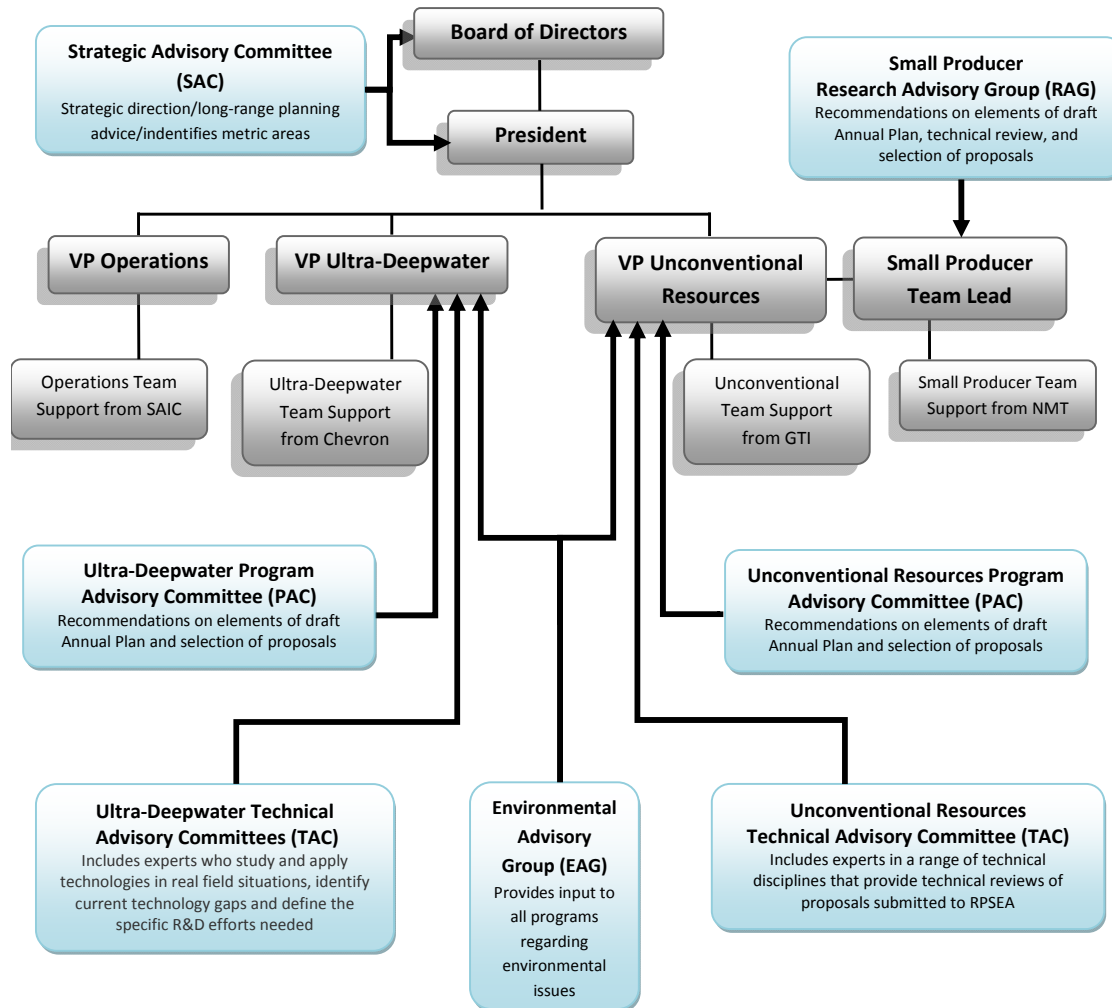 Board of Directors
Strategic Advisory Committee
(SAC)
Strategic direction/long-range planning
advice/indentifies metric areas
Small Producer
Research Advisory Group (RAG)
Recommendations on elements of draft
Annual Plan, technical review, and
selection of proposals
President
VP Operations
VP Ultra-Deepwater
VP Unconventional
Resources
Small Producer
Team Lead
Operations Team
Support from SAIC
Ultra-Deepwater
Team Support
from Chevron
Unconventional
Team Support
from GTI
Small Producer Team
Support from NMT
Ultra-Deepwater Program
Advisory Committee (PAC)
Recommendations on elements of draft
Annual Plan and selection of proposals
Unconventional Resources Program
Advisory Committee (PAC)
Recommendations on elements of draft
Annual Plan and selection of proposals
Ultra-Deepwater Technical
Advisory Committees (TAC)
Includes experts who study and apply
technologies in real field situations, identify
current technology gaps and define the
specific R&D efforts needed
Environmental
Advisory
Group (EAG)
Provides input to
all programs
regarding
environmental
issues
Unconventional Resources
Technical Advisory Committee (TAC)
Includes experts in a range of technical
disciplines that provide technical reviews of
proposals submitted to RPSEA